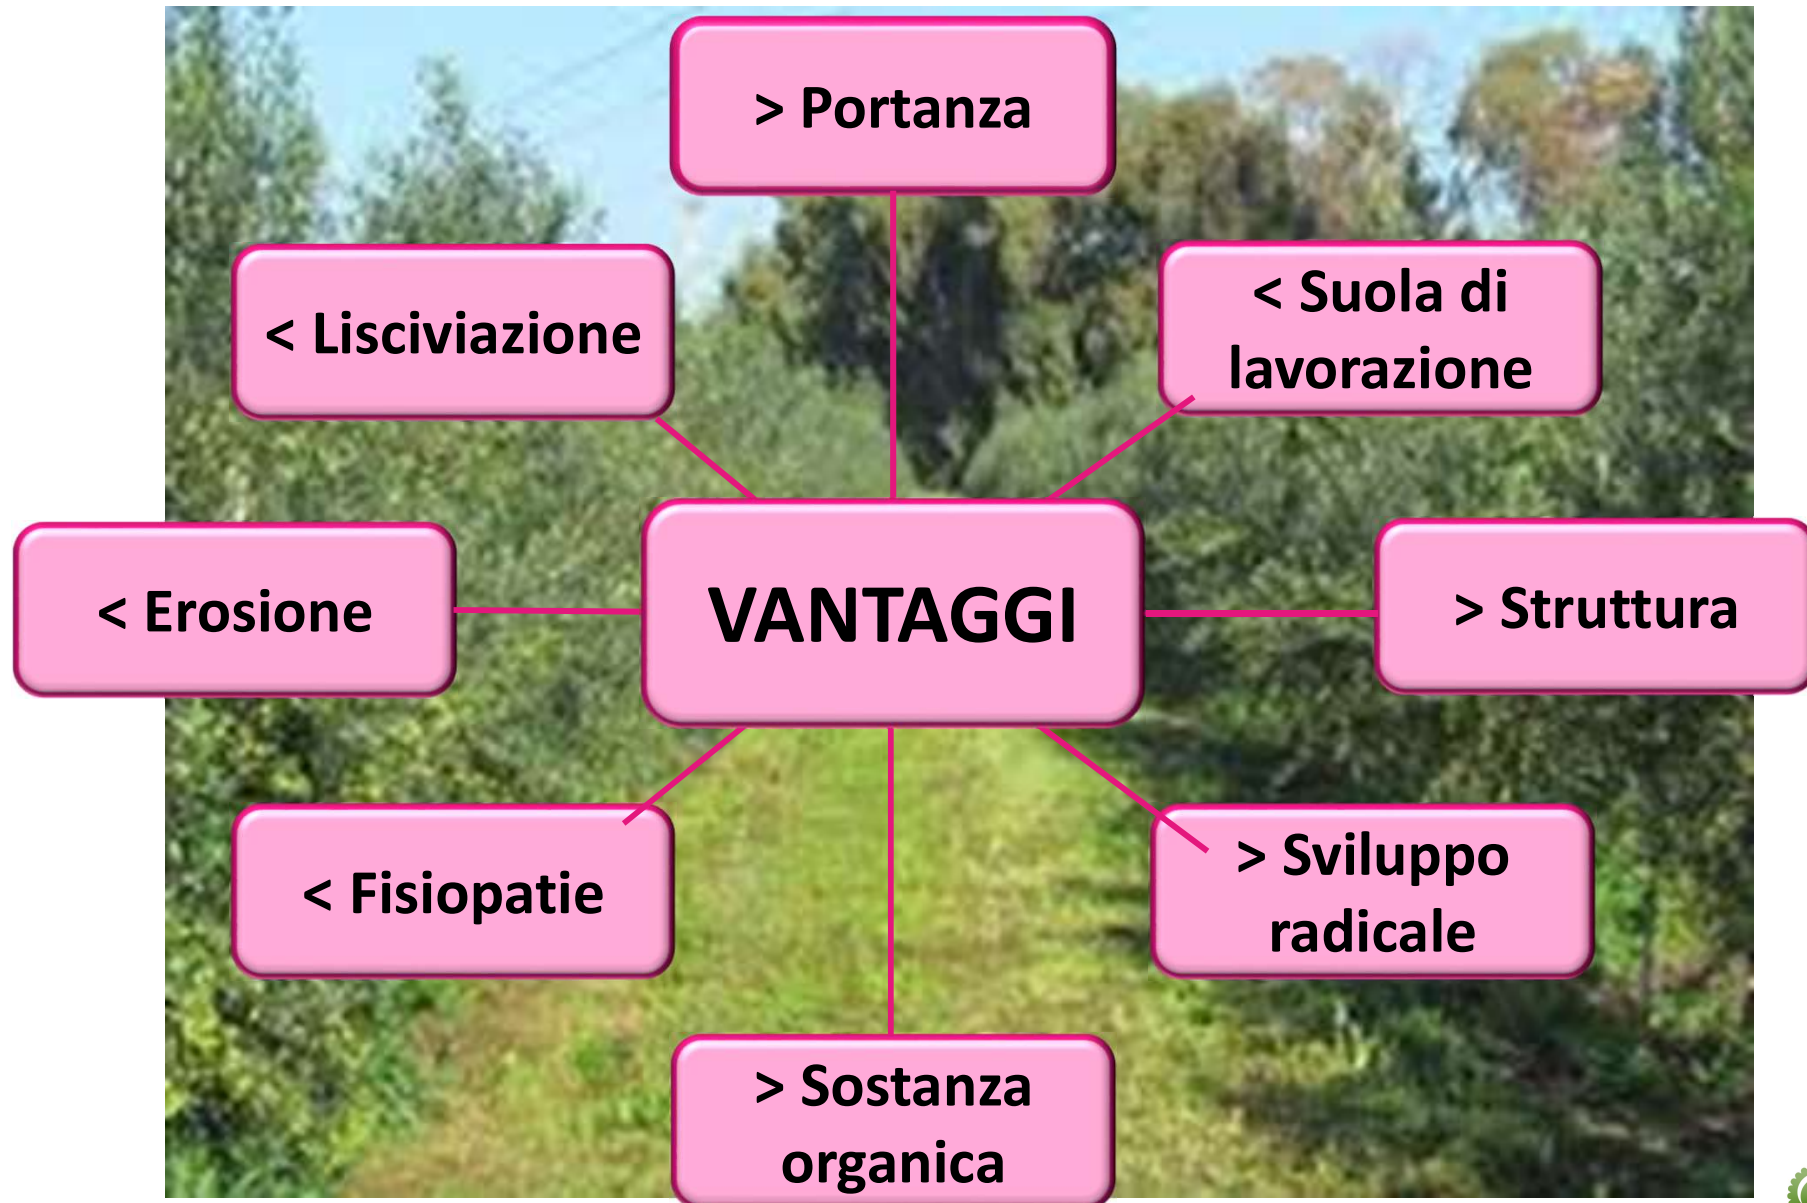 > Portanza
< Lisciviazione
< Suola di
lavorazione
< Erosione
VANTAGGI
> Struttura
< Fisiopatie
> Sviluppo
radicale
> Sostanza
organica